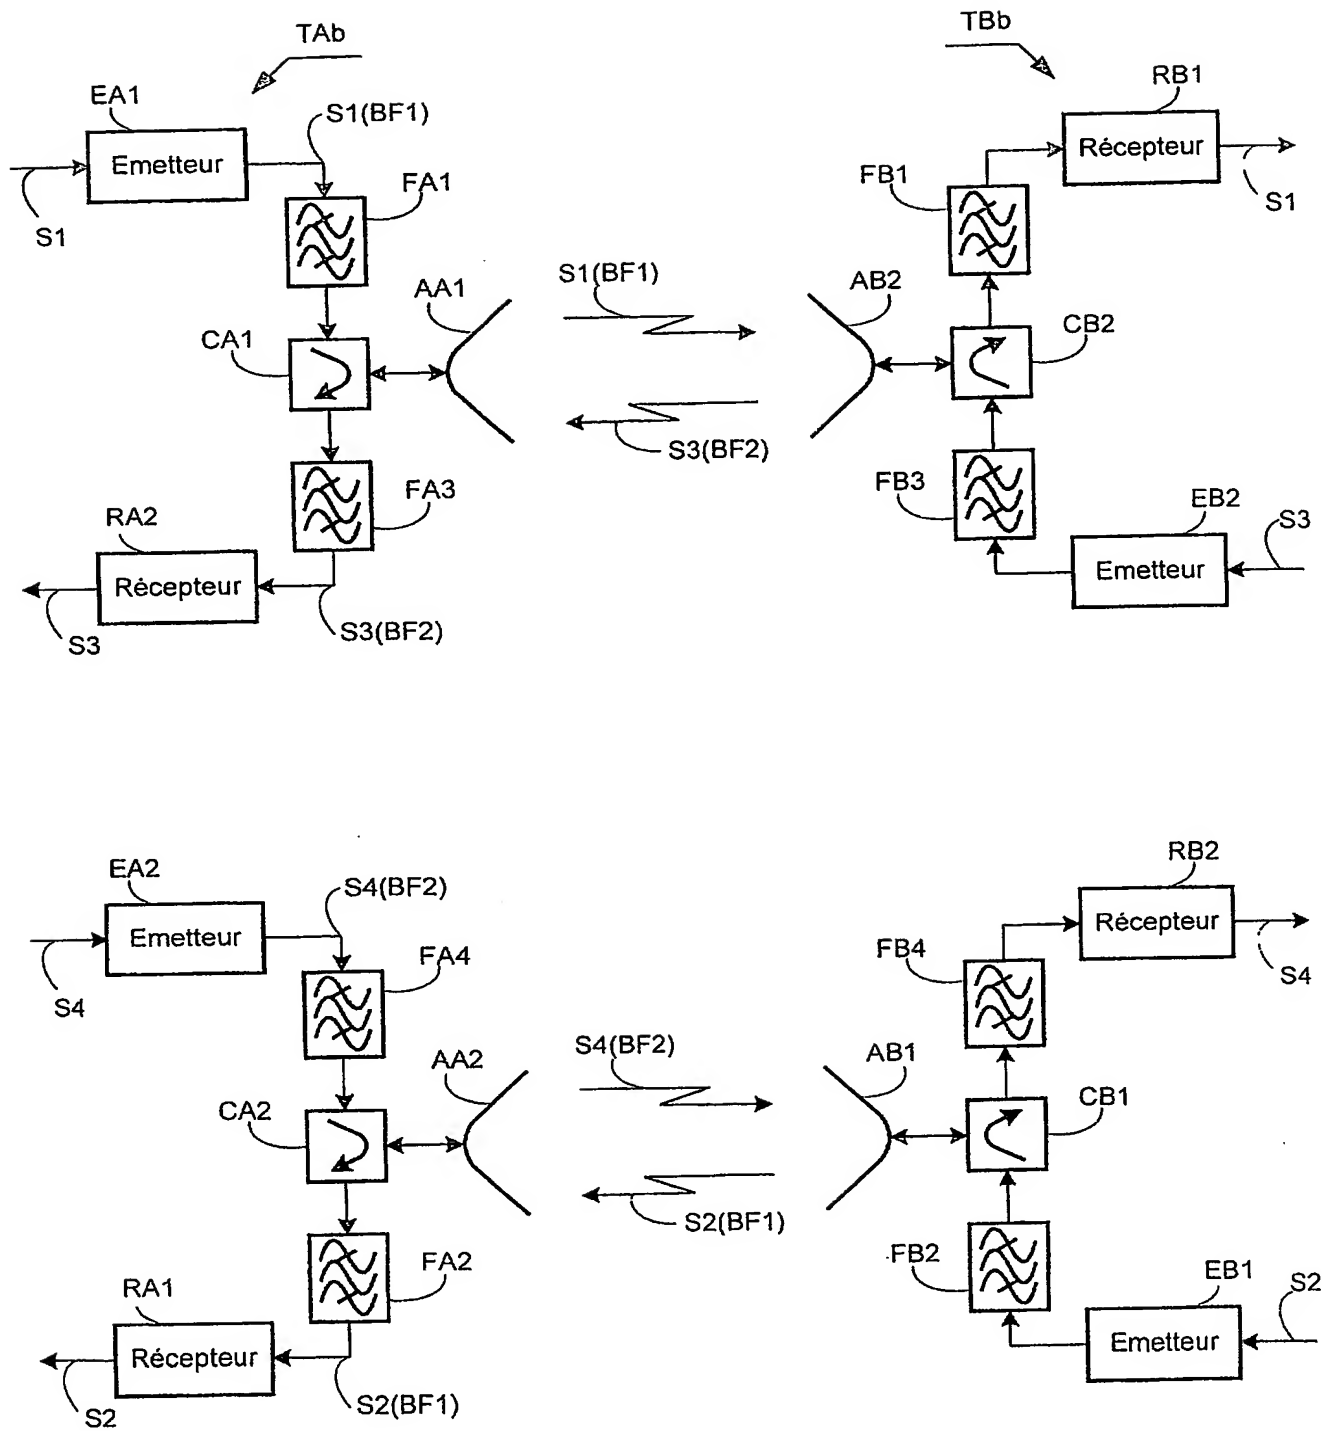 TAb
TBb
EA1
Emetteur
S1
S1(BF1)
FA1
AA1
CA1
FA3
RA2
Récepteur
S3
S3(BF2)
S1(BF1)
S3(BF2)
RB1
Récepteur
S1
FB1
AB2
CB2
FB3
EB2
S3
Emetteur
EA2
Emetteur
S4
S4(BF2)
FA4
AA2
CA2
FA2
RA1
Récepteur
S2
S2(BF1)
S4(BF2)
S2(BF1)
RB2
Récepteur
S4
FB4
AB1
CB1
FB2
EB1
S2
Emetteur